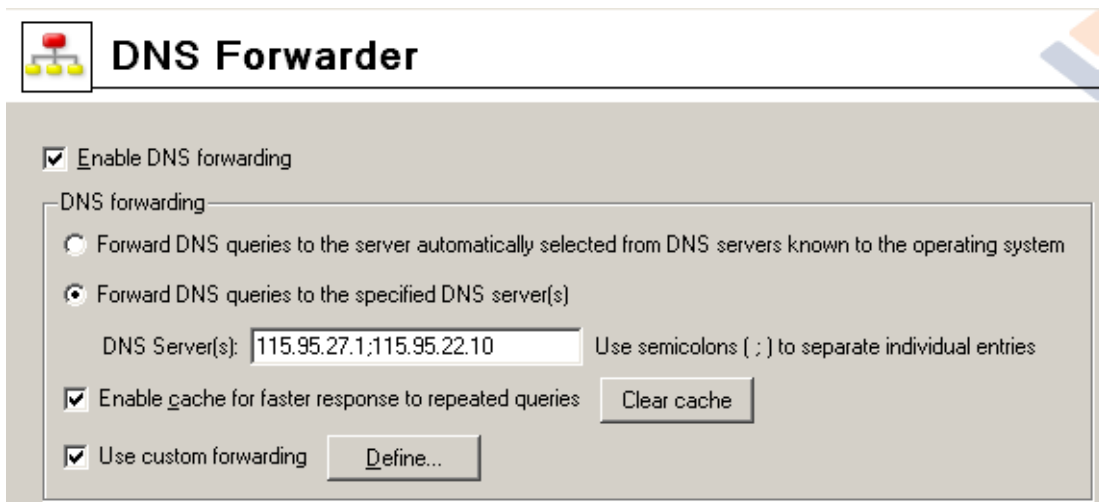 DNS Forwarder
Enable DNS forwarding
DNS forwarding
Forward DNS queries to the server automatically selected from DNS servers known to the operating system
Forward DNS queries to the specified DNS server(s)
DNS Server(s): 115.95.27.1;115.95.22.10 Use semicolons ( ; ) to separate individual entries
Enable cache for faster response to repeated queries Clear cache
Use custom forwarding Define...